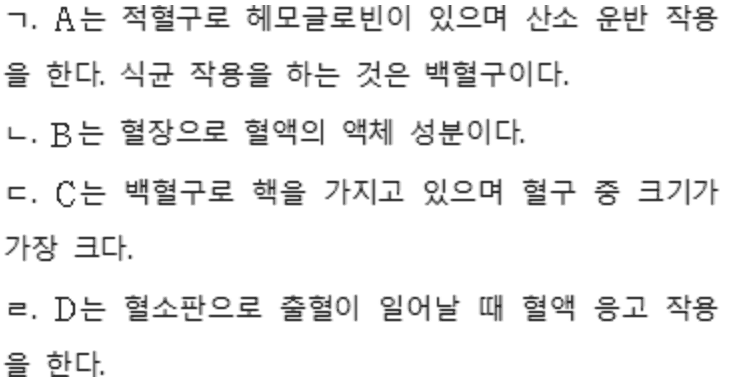 ㄱ. A는 적혈구로 헤모글로빈이 있으며 산소 운반 작용
을 한다. 식균 작용을 하는 것은 백혈구이다.
ㄴ. B는 혈장으로 혈액의 액체 성분이다.
ㄷ. C는 백혈구로 핵을 가지고 있으며 혈구 중 크기가
가장 크다.
ㄹ. D는 혈소판으로 출혈이 일어날 때 혈액 응고 작용
을 한다.